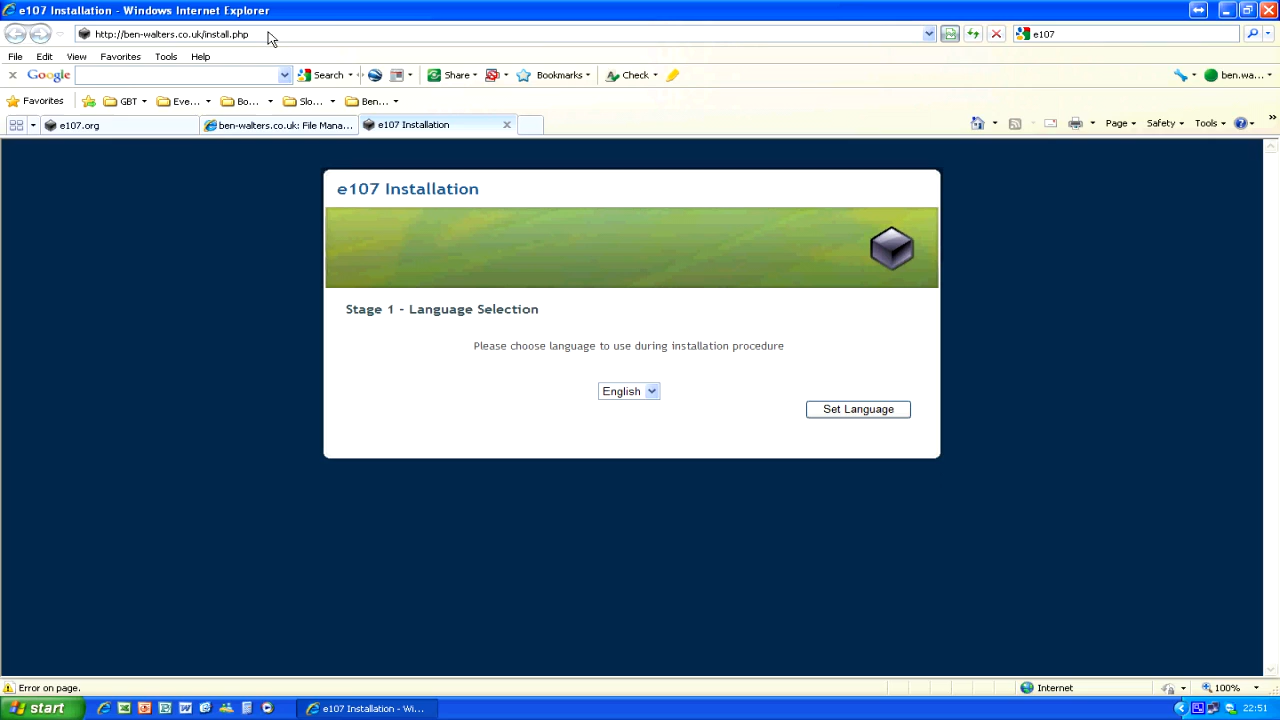 e107 Installation - Windows Internet Explorer
http://ben-walters.co.uk/install.php
e107
File Edit View Favorites Tools Help
Google Search Share Bookmarks Check ben.wa...
Favorites GBT Eve... Bo... Slo... Ben...
e107.org ben-walters.co.uk: File Mana... e107 Installation Page Safety Tools
e107 Installation
Stage 1 - Language Selection
Please choose language to use during installation procedure
English
Set Language
Error on page. Internet 100%
start e107 Installation - Wi... 22:51